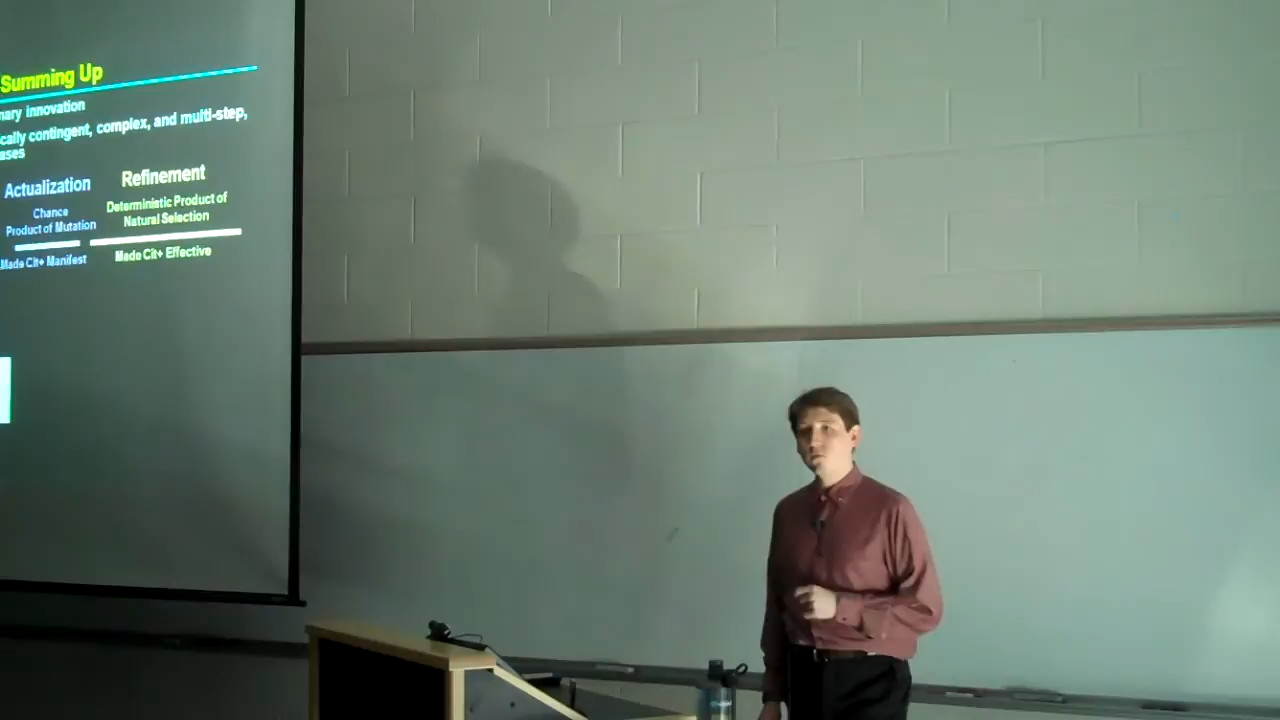 Summing Up
nary innovation
cally contingent, complex, and multi-step,
ases
Actualization
Refinement
Chance
Product of Mutation
Deterministic Product of
Natural Selection
Made Cit+ Manifest
Made Cit+ Effective